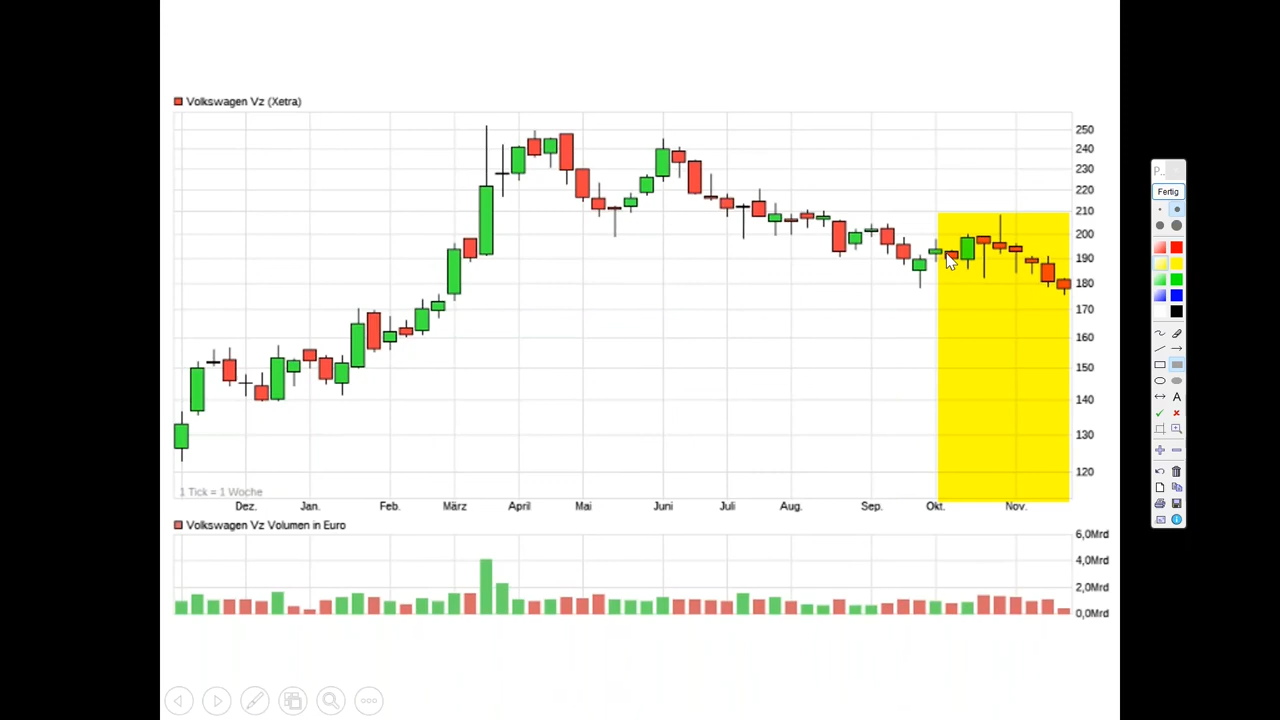 Volkswagen Vz (Xetra)
250
240
230
220
210
200
190
180
170
160
150
140
130
120
1 Tick = 1 Woche
Dez. Jan. Feb. März April Mai Juni Juli Aug. Sep. Okt. Nov.
Volkswagen Vz Volumen in Euro
6,0Mrd
4,0Mrd
2,0Mrd
0,0Mrd
P..
Fertig
A